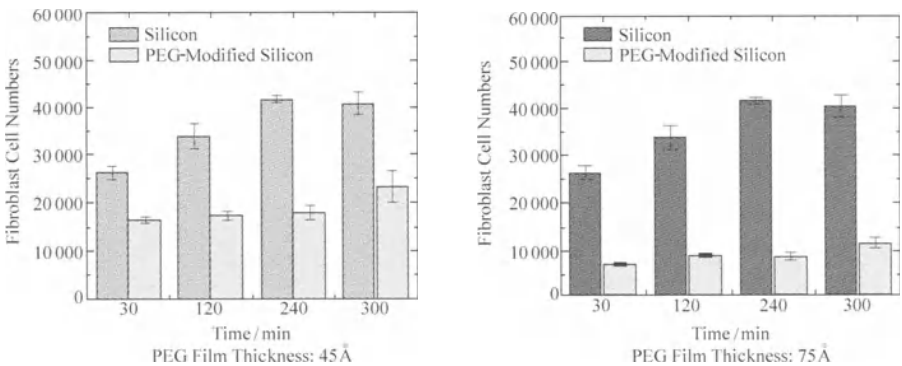 60 000
50 000
40 000
30 000
20 000
10 000
0
Fibroblast Cell Numbers
Silicon
PEG-Modified Silicon
30 120 240 300
Time/min
PEG Film Thickness: 45Å
60 000
50 000
40 000
30 000
20 000
10 000
0
Fibroblast Cell Numbers
Silicon
PEG-Modified Silicon
30 120 240 300
Time/min
PEG Film Thickness: 75Å